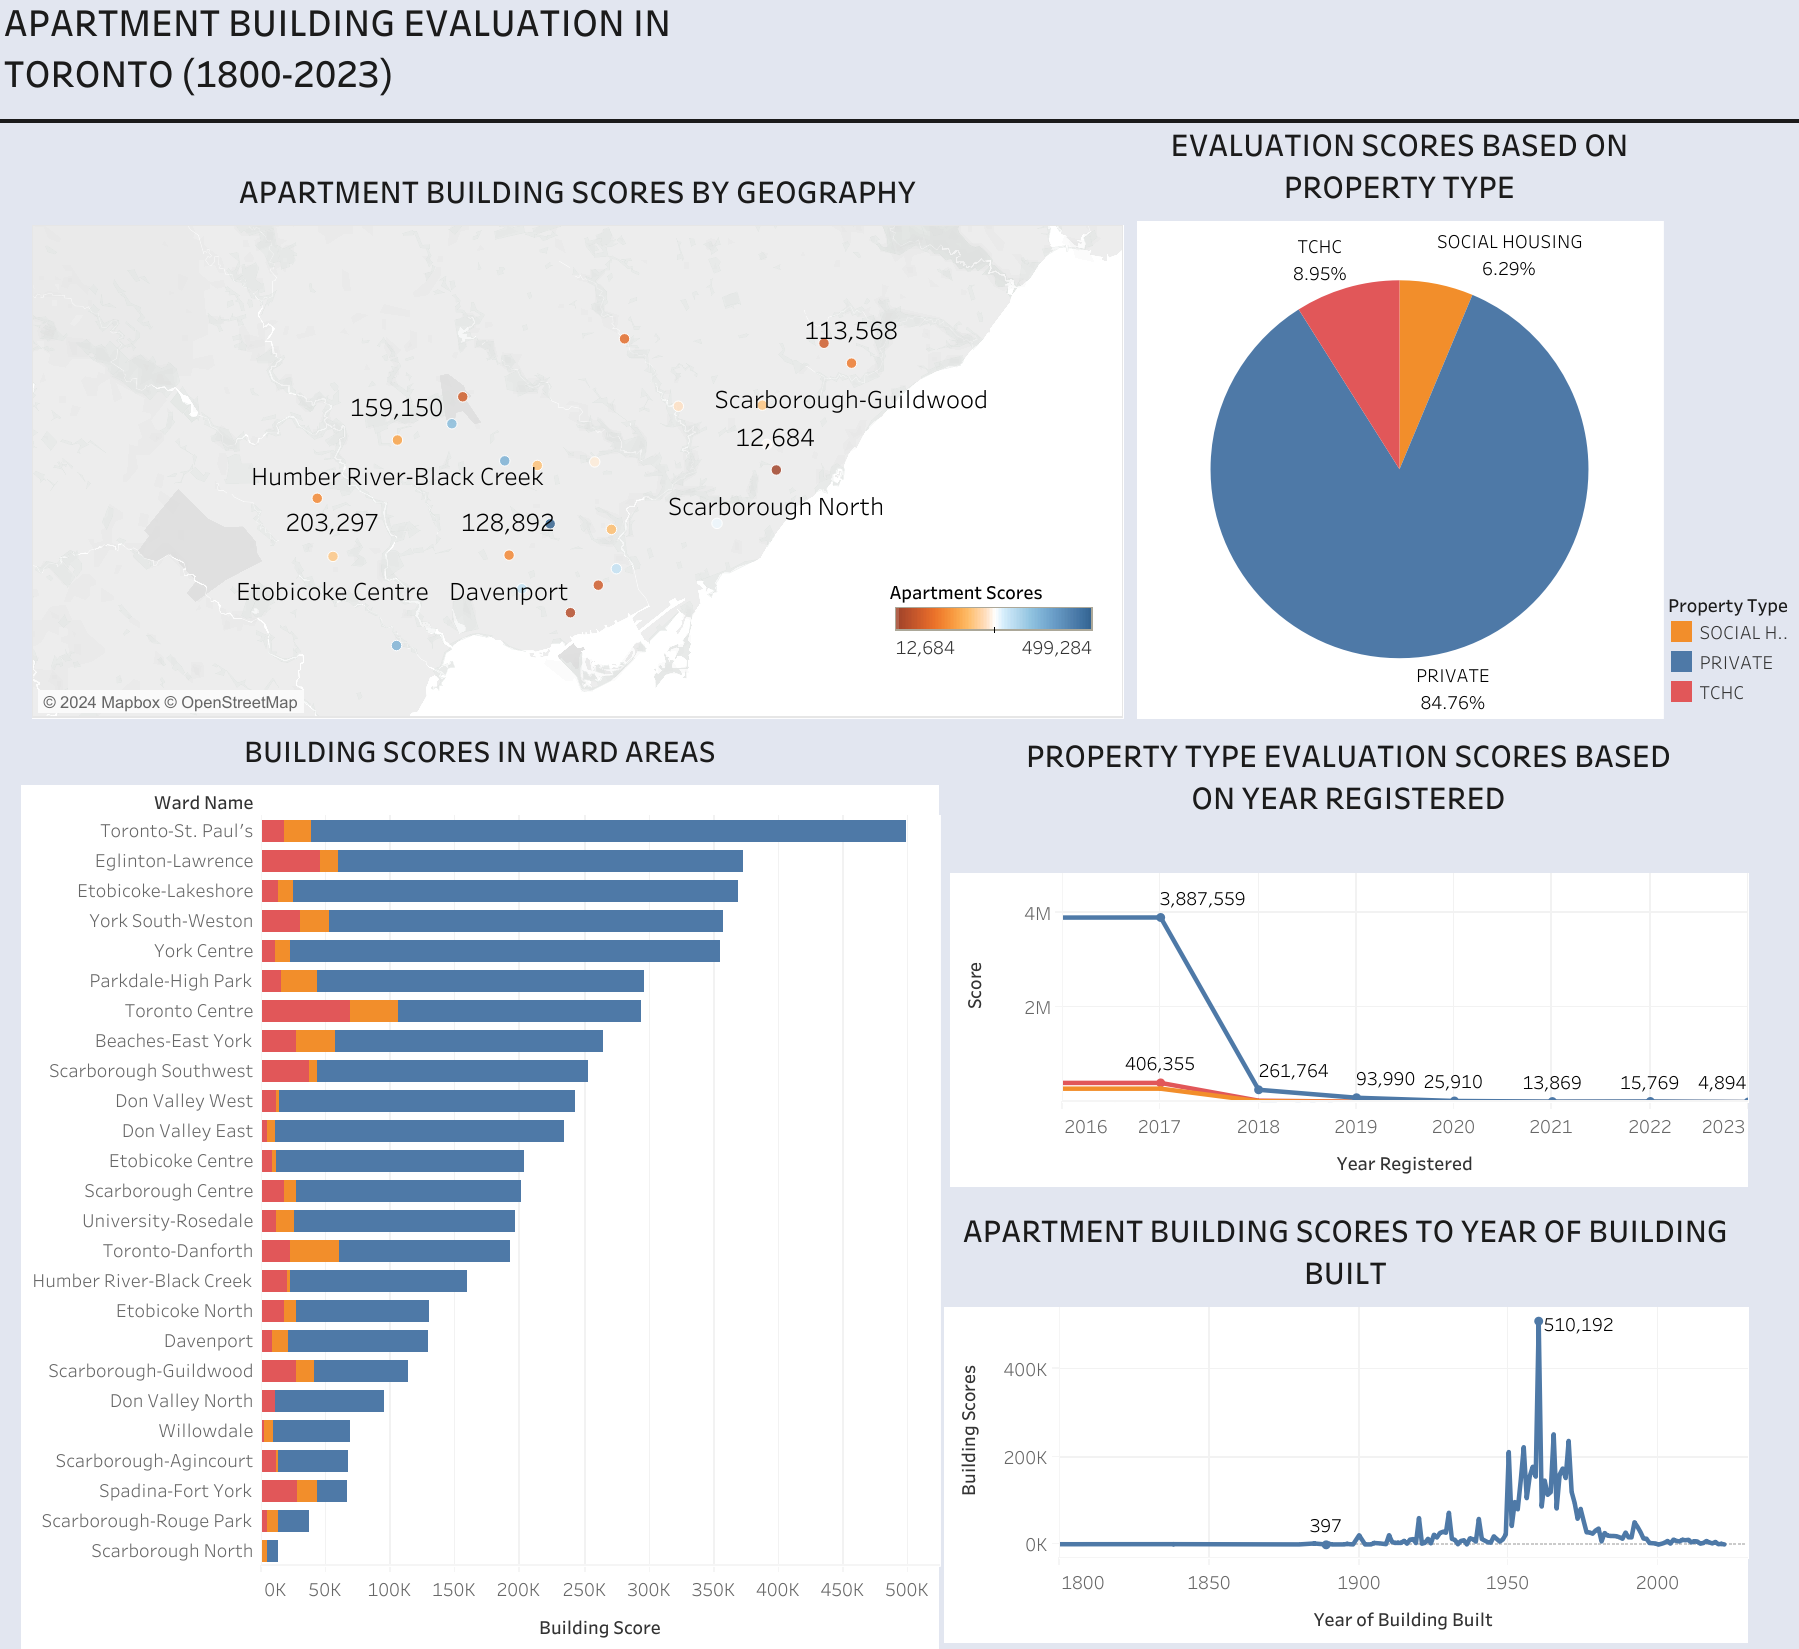 APARTMENT BUILDING EVALUATION IN
TORONTO (1800-2023)
APARTMENT BUILDING SCORES BY GEOGRAPHY
113,568
Scarborough-Guildwood
159,150
12,684
Humber River-Black Creek
Scarborough North
203,297
128,892
Etobicoke Centre
Davenport
Apartment Scores
12,684
499,284
© 2024 Mapbox © OpenStreetMap
EVALUATION SCORES BASED ON
PROPERTY TYPE
TCHC
8.95%
SOCIAL HOUSING
6.29%
PRIVATE
84.76%
Property Type
SOCIAL H..
PRIVATE
TCHC
BUILDING SCORES IN WARD AREAS
Ward Name
Toronto-St. Paul's
Eglinton-Lawrence
Etobicoke-Lakeshore
York South-Weston
York Centre
Parkdale-High Park
Toronto Centre
Beaches-East York
Scarborough Southwest
Don Valley West
Don Valley East
Etobicoke Centre
Scarborough Centre
University-Rosedale
Toronto-Danforth
Humber River-Black Creek
Etobicoke North
Davenport
Scarborough-Guildwood
Don Valley North
Willowdale
Scarborough-Agincourt
Spadina-Fort York
Scarborough-Rouge Park
Scarborough North
0K 50K 100K 150K 200K 250K 300K 350K 400K 450K 500K
Building Score
PROPERTY TYPE EVALUATION SCORES BASED
ON YEAR REGISTERED
3,887,559
4M
Score
2M
406,355
261,764
93,990
25,910
13,869
15,769
4,894
2016 2017 2018 2019 2020 2021 2022 2023
Year Registered
APARTMENT BUILDING SCORES TO YEAR OF BUILDING
BUILT
510,192
400K
Building Scores
200K
397
0K
1800 1850 1900 1950 2000
Year of Building Built